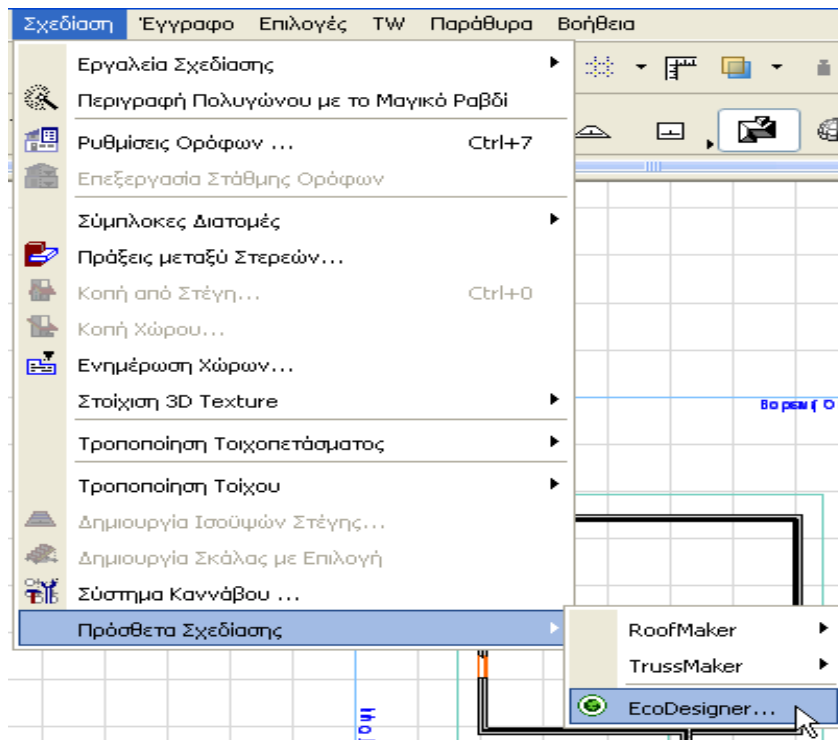 Σχεδίαση Έγγραφο Επιλογές TW Παράθυρα Βοήθεια
Εργαλεία Σχεδίασης
Περιγραφή Πολυγώνου με το Μαγικό Ραβδί
Ρυθμίσεις Ορόφων ... Ctrl+7
Επεξεργασία Στάθμης Ορόφων
Σύμπλοκες Διατομές
Πράξεις μεταξύ Στερεών...
Κοπή από Στέγη... Ctrl+0
Κοπή Χώρου...
Ενημέρωση Χώρων...
Στοίχιση 3D Texture
Τροποποίηση Τοιχοπετάσματος
Τροποποίηση Τοίχου
Δημιουργία Ισοϋψών Στέγης...
Δημιουργία Σκάλας με Επιλογή
Σύστημα Καννάβου ...
Πρόσθετα Σχεδίασης
RoofMaker
TrussMaker
EcoDesigner...